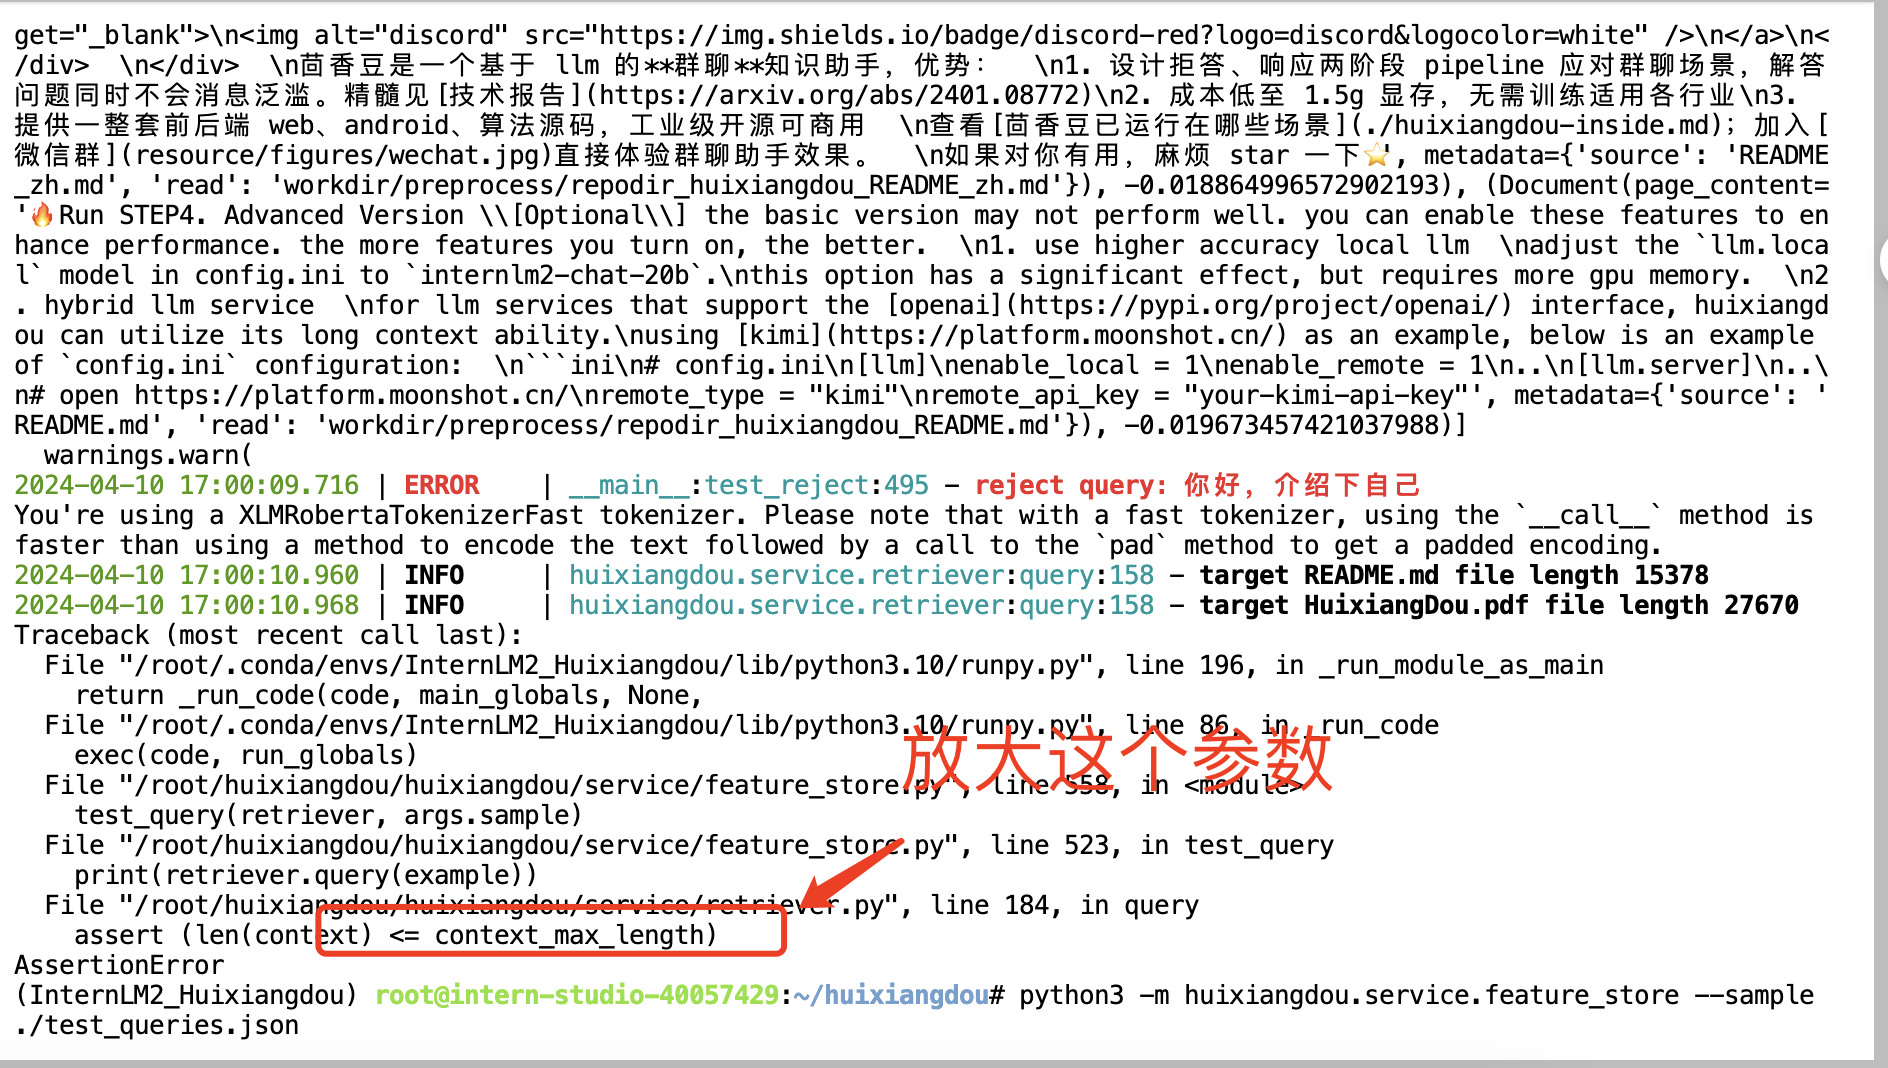 get="_blank">\n<img alt="discord" src="https://img.shields.io/badge/discord-red?logo=discord&logocolor=white" />\n</a>\n<
/div>  \n</div>  \n茴香豆是一个基于 llm 的**群聊**知识助手，优势：  \n1. 设计拒答、响应两阶段 pipeline 应对群聊场景，解答
问题同时不会消息泛滥。精髓见[技术报告](https://arxiv.org/abs/2401.08772)\n2. 成本低至 1.5g 显存，无需训练适用各行业\n3.
提供一整套前后端 web、android、算法源码，工业级开源可商用  \n查看[茴香豆已运行在哪些场景](./huixiangdou-inside.md)；加入[
微信群](resource/figures/wechat.jpg)直接体验群聊助手效果。  \n如果对你有用，麻烦 star 一下⭐', metadata={'source': 'README
_zh.md', 'read': 'workdir/preprocess/repodir_huixiangdou_README_zh.md'}), -0.018864996572902193), (Document(page_content=
'🔥Run STEP4. Advanced Version \\[Optional\\] the basic version may not perform well. you can enable these features to en
hance performance. the more features you turn on, the better.  \n1. use higher accuracy local llm  \nadjust the `llm.loca
l` model in config.ini to `internlm2-chat-20b`.\nthis option has a significant effect, but requires more gpu memory.  \n2
. hybrid llm service  \nfor llm services that support the [openai](https://pypi.org/project/openai/) interface, huixiangd
ou can utilize its long context ability.\nusing [kimi](https://platform.moonshot.cn/) as an example, below is an example
of `config.ini` configuration:  \n```ini\n# config.ini\n[llm]\nenable_local = 1\nenable_remote = 1\n..\n[llm.server]\n..\
n# open https://platform.moonshot.cn/\nremote_type = "kimi"\nremote_api_key = "your-kimi-api-key"', metadata={'source': '
README.md', 'read': 'workdir/preprocess/repodir_huixiangdou_README.md'}), -0.019673457421037988)]
  warnings.warn(
2024-04-10 17:00:09.716 | ERROR    | __main__:test_reject:495 - reject query: 你好，介绍下自己
You're using a XLMRobertaTokenizerFast tokenizer. Please note that with a fast tokenizer, using the `__call__` method is
faster than using a method to encode the text followed by a call to the `pad` method to get a padded encoding.
2024-04-10 17:00:10.960 | INFO     | huixiangdou.service.retriever:query:158 - target README.md file length 15378
2024-04-10 17:00:10.968 | INFO     | huixiangdou.service.retriever:query:158 - target HuixiangDou.pdf file length 27670
Traceback (most recent call last):
  File "/root/.conda/envs/InternLM2_Huixiangdou/lib/python3.10/runpy.py", line 196, in _run_module_as_main
    return _run_code(code, main_globals, None,
  File "/root/.conda/envs/InternLM2_Huixiangdou/lib/python3.10/runpy.py", line 86, in _run_code
放大这个参数
    exec(code, run_globals)
  File "/root/huixiangdou/huixiangdou/service/feature_store.py", line 558, in <module>
    test_query(retriever, args.sample)
  File "/root/huixiangdou/huixiangdou/service/feature_store.py", line 523, in test_query
    print(retriever.query(example))
  File "/root/huixiangdou/huixiangdou/service/retriever.py", line 184, in query
    assert (len(context) <= context_max_length)
AssertionError
(InternLM2_Huixiangdou) root@intern-studio-40057429:~/huixiangdou# python3 -m huixiangdou.service.feature_store --sample
./test_queries.json